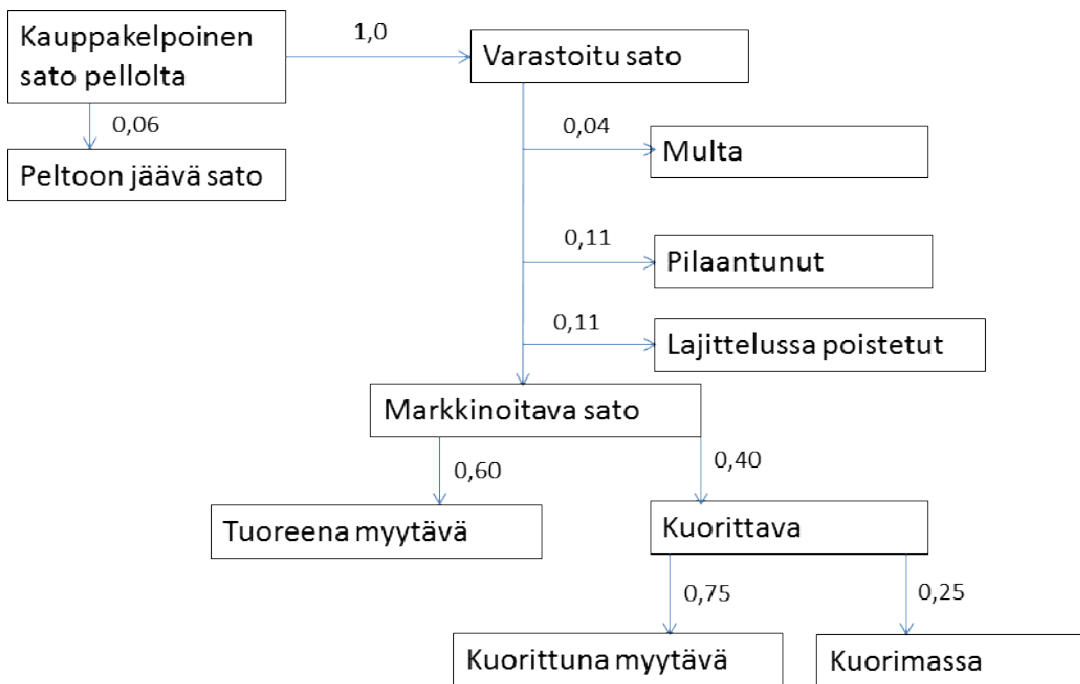 Kauppakelpoinen
sato pellolta
1,0
Varastoitu sato
0,06
Peltoon jäävä sato
0,04
Multa
0,11
Pilaantunut
0,11
Lajittelussa poistetut
Markkinoitava sato
0,60
0,40
Tuoreena myytävä
Kuorittava
0,75
0,25
Kuorittuna myytävä
Kuorimassa